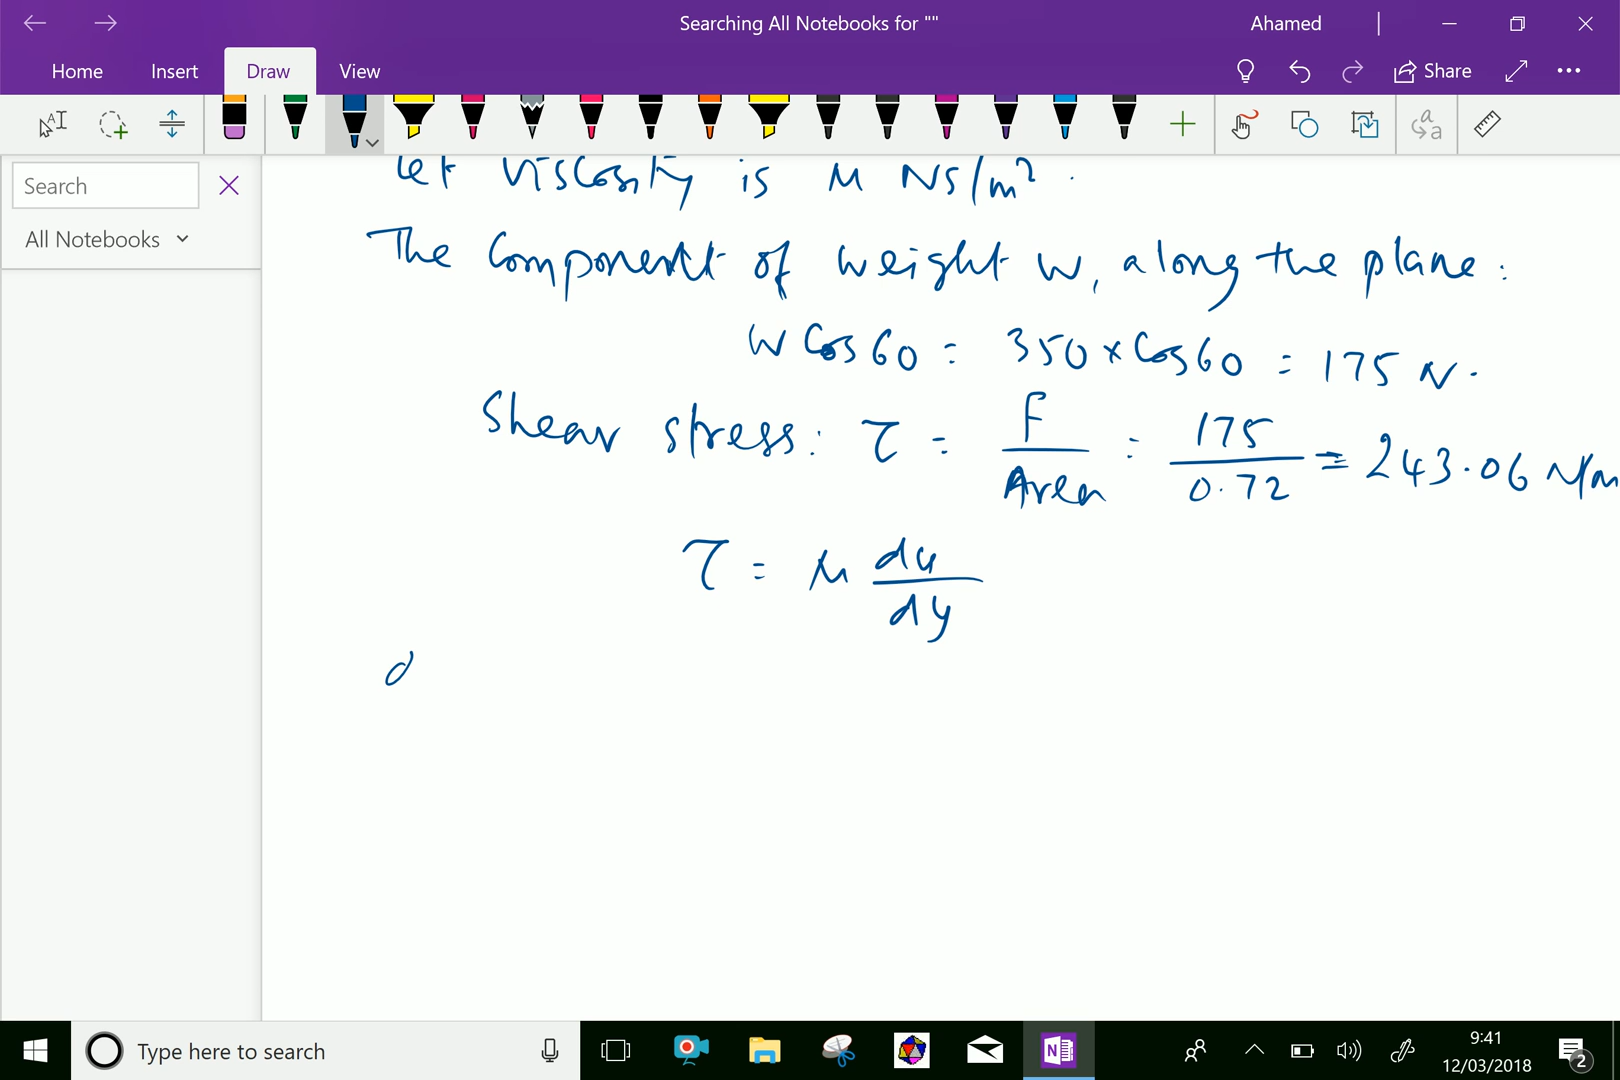 Searching All Notebooks for ""
Ahamed
Home Insert Draw View
Share
Search
All Notebooks
let viscosity is μ NS/m².
The component of weight W, along the plane:
W Cos 60 = 350 × Cos 60 = 175 N.
Shear stress: τ = F / Area = 175 / 0.72 = 243.06 N/m
τ = μ du / dy
d
Type here to search
9:41
12/03/2018
2